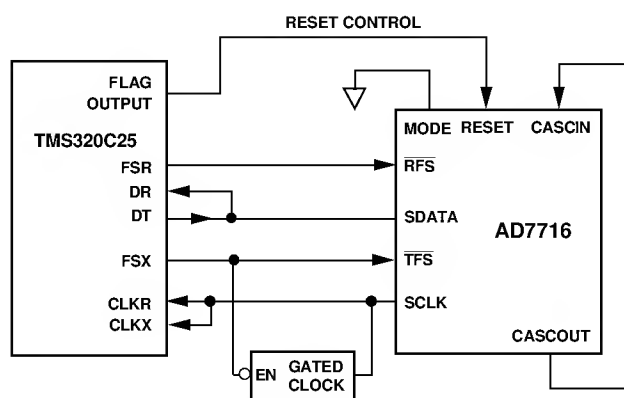 RESET CONTROL
FLAG
OUTPUT
TMS320C25
FSR
DR
DT
FSX
CLKR
CLKX
MODE
RESET
CASCIN
RFS
SDATA
AD7716
TFS
SCLK
CASCOUT
EN
GATED
CLOCK